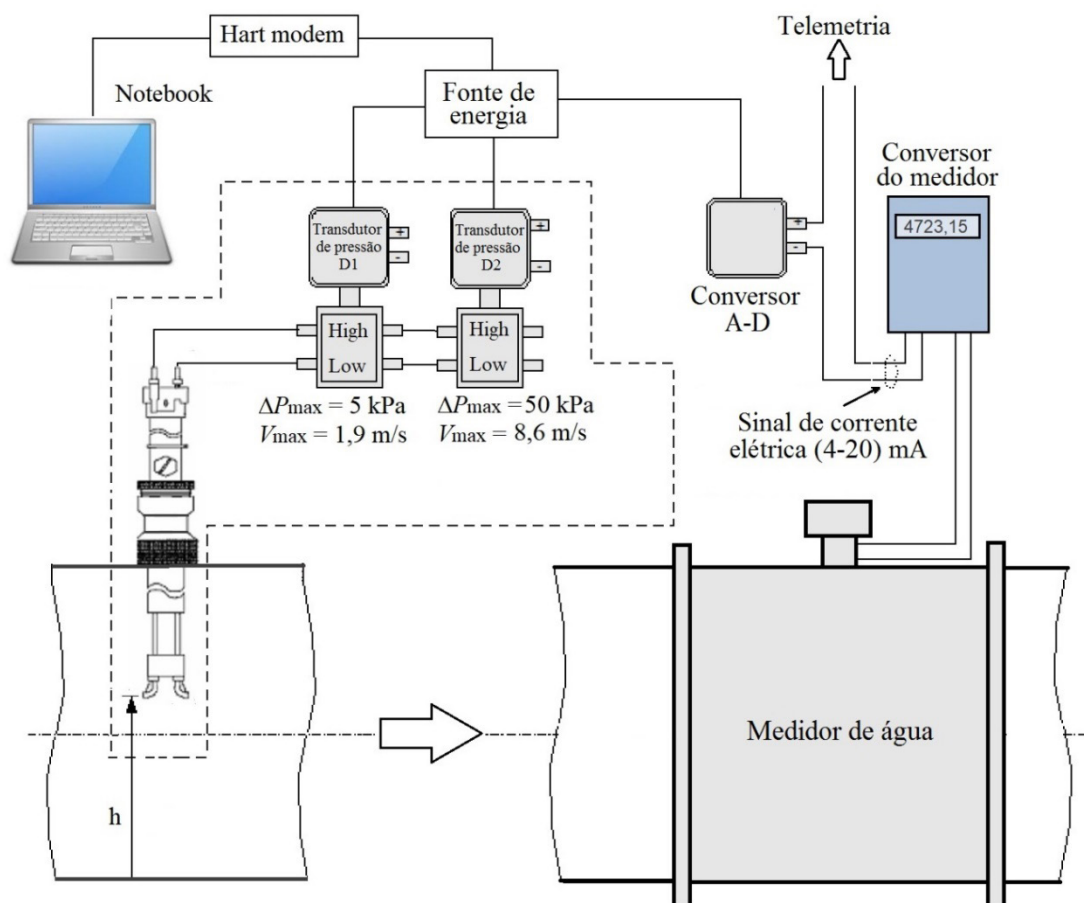 Telemetria
Hart modem
Notebook
Fonte de
energia
Conversor
do medidor
4723,15
Transdutor
de pressão
D1
+
-
Transdutor
de pressão
D2
+
-
+
-
Conversor
A-D
High
Low
High
Low
ΔPmax = 5 kPa
Vmax = 1,9 m/s
ΔPmax = 50 kPa
Vmax = 8,6 m/s
Sinal de corrente
elétrica (4-20) mA
Medidor de água
h